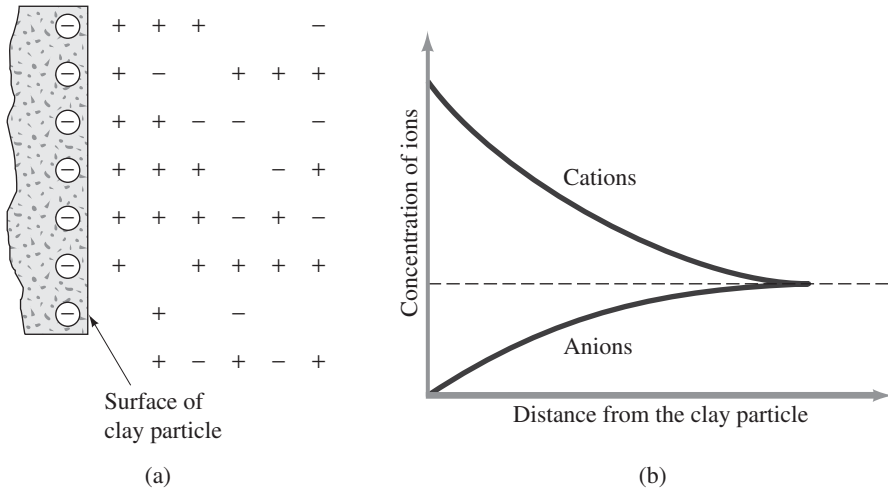 − + + + −
− + − + + +
− + + − − −
− + + + − +
− + + + − + −
− + + + + +
− + −
+ − + − +
Surface of
clay particle
(a)
Concentration of ions
Cations
Anions
Distance from the clay particle
(b)